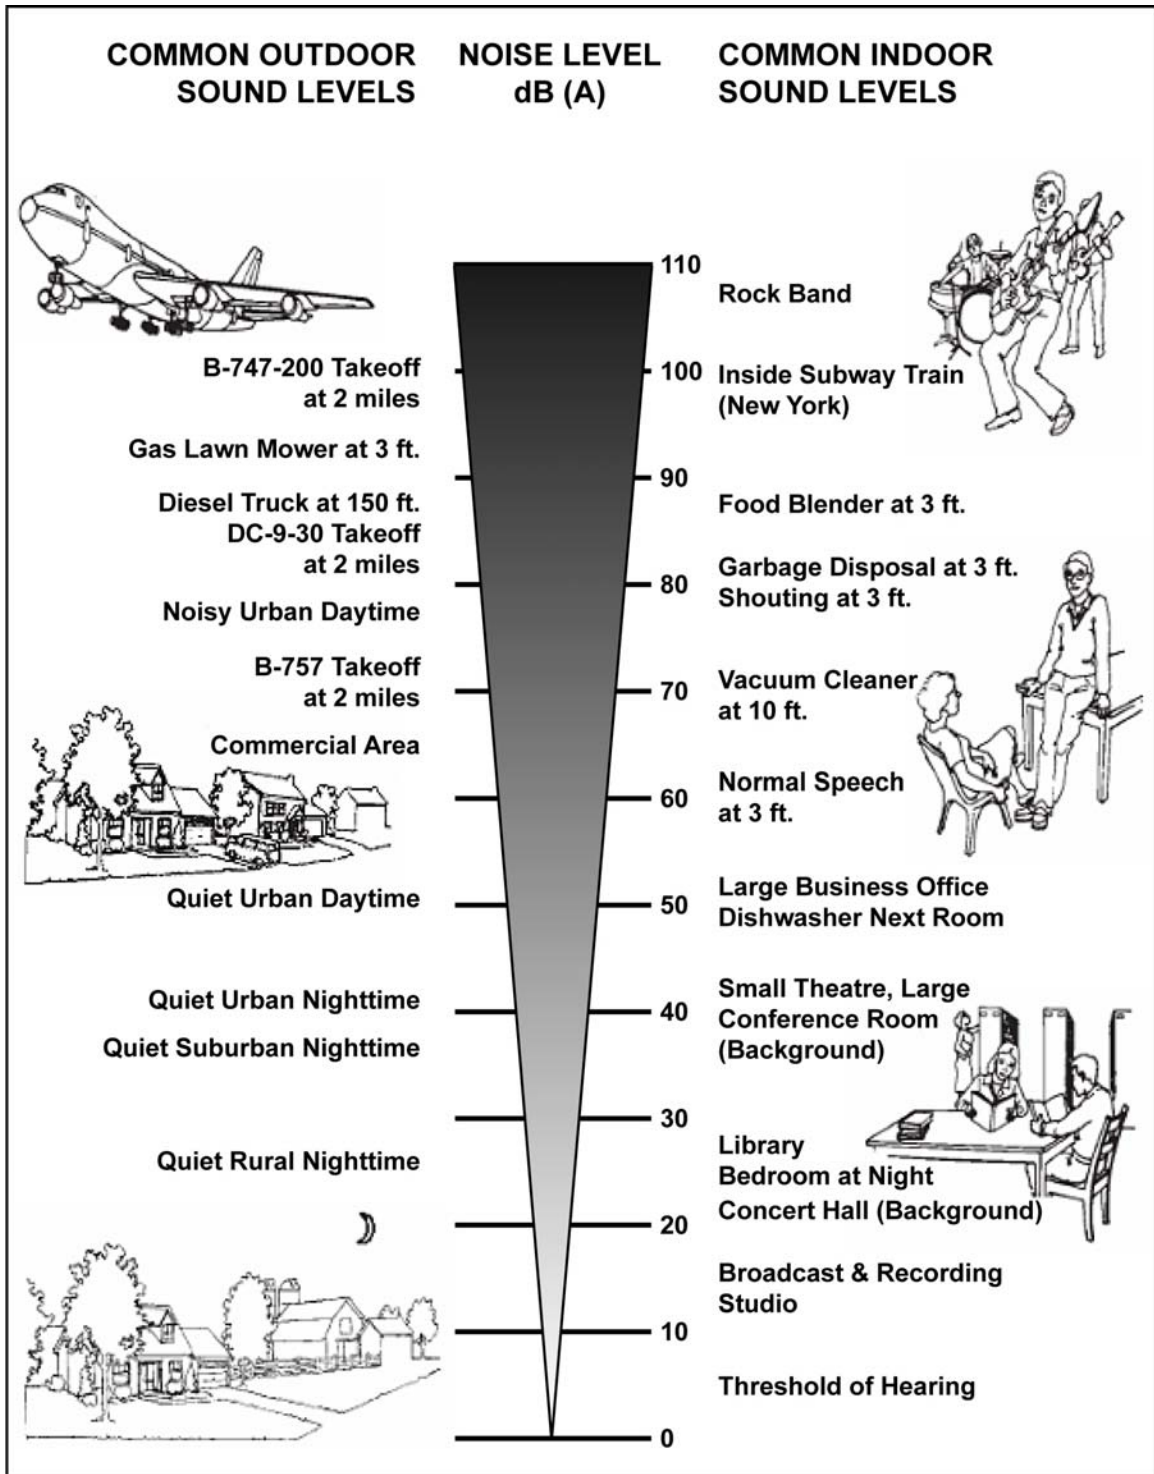 COMMON OUTDOOR
SOUND LEVELS
NOISE LEVEL
dB (A)
COMMON INDOOR
SOUND LEVELS
B-747-200 Takeoff
at 2 miles
Gas Lawn Mower at 3 ft.
Diesel Truck at 150 ft.
DC-9-30 Takeoff
at 2 miles
Noisy Urban Daytime
B-757 Takeoff
at 2 miles
Commercial Area
Quiet Urban Daytime
Quiet Urban Nighttime
Quiet Suburban Nighttime
Quiet Rural Nighttime
110
100
90
80
70
60
50
40
30
20
10
0
Rock Band
Inside Subway Train
(New York)
Food Blender at 3 ft.
Garbage Disposal at 3 ft.
Shouting at 3 ft.
Vacuum Cleaner
at 10 ft.
Normal Speech
at 3 ft.
Large Business Office
Dishwasher Next Room
Small Theatre, Large
Conference Room
(Background)
Library
Bedroom at Night
Concert Hall (Background)
Broadcast & Recording
Studio
Threshold of Hearing